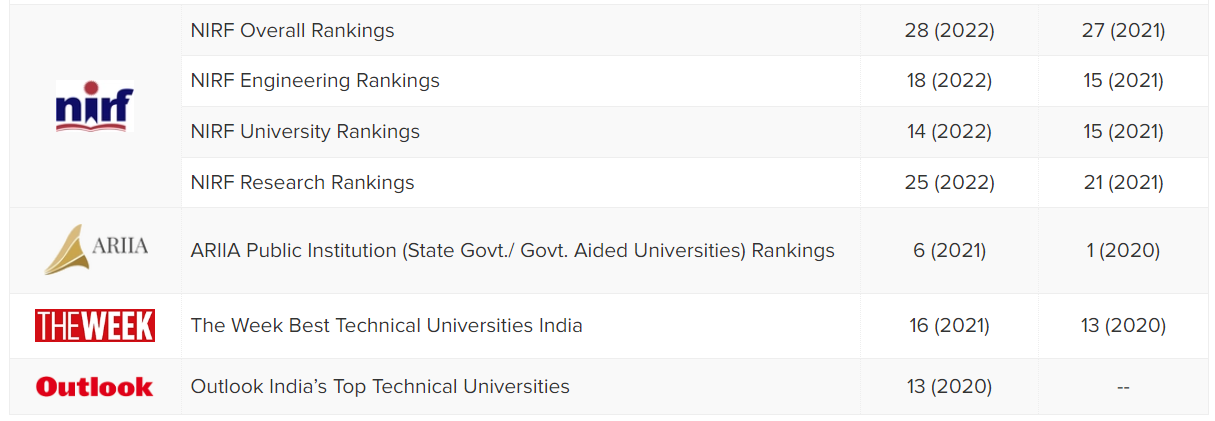 NIRF Overall Rankings 28 (2022) 27 (2021)
nirf
NIRF Engineering Rankings 18 (2022) 15 (2021)
NIRF University Rankings 14 (2022) 15 (2021)
NIRF Research Rankings 25 (2022) 21 (2021)
ARIIA ARIIA Public Institution (State Govt./ Govt. Aided Universities) Rankings 6 (2021) 1 (2020)
THE WEEK The Week Best Technical Universities India 16 (2021) 13 (2020)
Outlook Outlook India’s Top Technical Universities 13 (2020) --